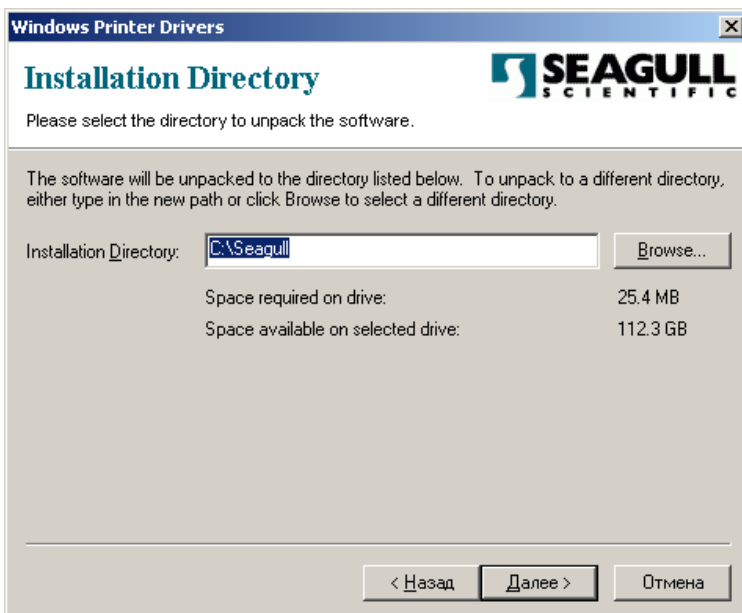 Windows Printer Drivers
Installation Directory
SEAGULL
SCIENTIFIC
Please select the directory to unpack the software.
The software will be unpacked to the directory listed below. To unpack to a different directory,
either type in the new path or click Browse to select a different directory.
Installation Directory: C:\Seagull Browse...
Space required on drive: 25.4 MB
Space available on selected drive: 112.3 GB
< Назад Далее > Отмена